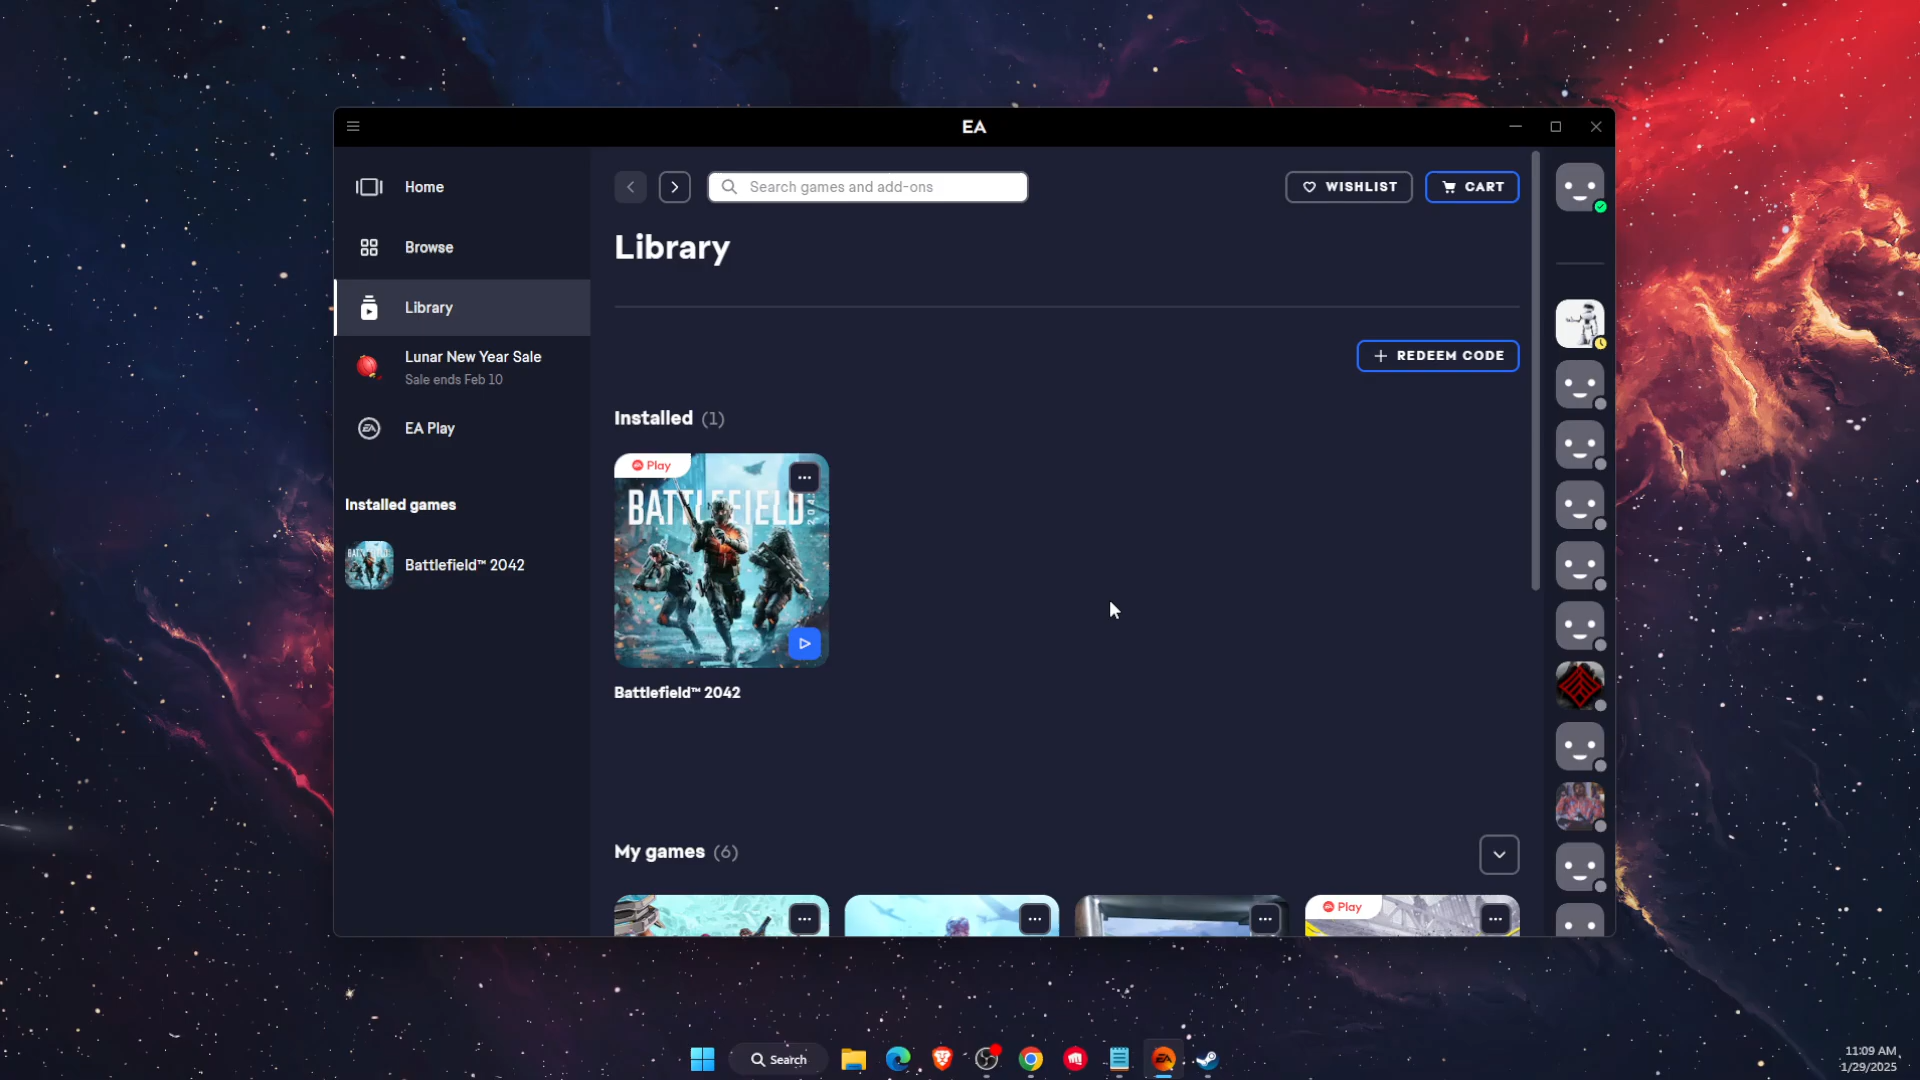 EA
Home
Browse
Library
Lunar New Year Sale
Sale ends Feb 10
EA Play
Installed games
Battlefield™ 2042
Search games and add-ons
WISHLIST
CART
Library
REDEEM CODE
Installed (1)
Play
BATTLEFIELD
2042
Battlefield™ 2042
My games (6)
Play
Search
11:09 AM
1/29/2025